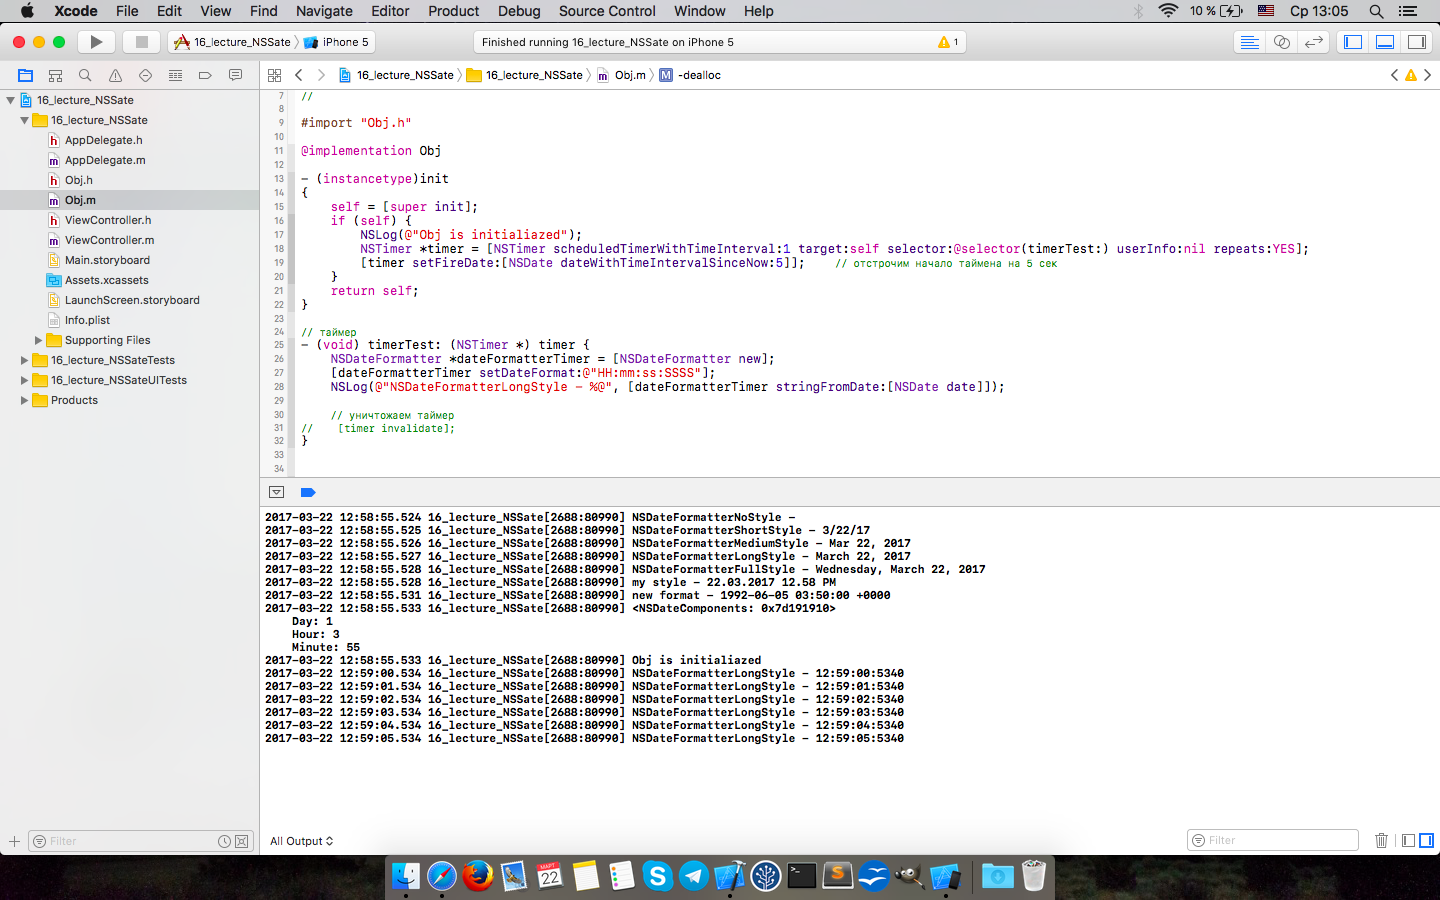 Xcode File Edit View Find Navigate Editor Product Debug Source Control Window Help 10 % Ср 13:05
16_lecture_NSSate iPhone 5 Finished running 16_lecture_NSSate on iPhone 5 1
16_lecture_NSSate 16_lecture_NSSate m Obj.m M -dealloc
16_lecture_NSSate
16_lecture_NSSate
h AppDelegate.h
m AppDelegate.m
h Obj.h
m Obj.m
h ViewController.h
m ViewController.m
Main.storyboard
Assets.xcassets
LaunchScreen.storyboard
Info.plist
Supporting Files
16_lecture_NSSateTests
16_lecture_NSSateUITests
Products
Filter
7 //
8
9 #import "Obj.h"
10
11 @implementation Obj
12
13 - (instancetype)init
14 {
15 self = [super init];
16 if (self) {
17 NSLog(@"Obj is initialiazed");
18 NSTimer *timer = [NSTimer scheduledTimerWithTimeInterval:1 target:self selector:@selector(timerTest:) userInfo:nil repeats:YES];
19 [timer setFireDate:[NSDate dateWithTimeIntervalSinceNow:5]]; // отстрочим начало таймена на 5 сек
20 }
21 return self;
22 }
23
24 // таймер
25 - (void) timerTest: (NSTimer *) timer {
26 NSDateFormatter *dateFormatterTimer = [NSDateFormatter new];
27 [dateFormatterTimer setDateFormat:@"HH:mm:ss:SSSS"];
28 NSLog(@"NSDateFormatterLongStyle - %@", [dateFormatterTimer stringFromDate:[NSDate date]]);
29
30 // уничтожаем таймер
31 // [timer invalidate];
32 }
33
34
2017-03-22 12:58:55.524 16_lecture_NSSate[2688:80990] NSDateFormatterNoStyle -
2017-03-22 12:58:55.525 16_lecture_NSSate[2688:80990] NSDateFormatterShortStyle - 3/22/17
2017-03-22 12:58:55.526 16_lecture_NSSate[2688:80990] NSDateFormatterMediumStyle - Mar 22, 2017
2017-03-22 12:58:55.527 16_lecture_NSSate[2688:80990] NSDateFormatterLongStyle - March 22, 2017
2017-03-22 12:58:55.528 16_lecture_NSSate[2688:80990] NSDateFormatterFullStyle - Wednesday, March 22, 2017
2017-03-22 12:58:55.528 16_lecture_NSSate[2688:80990] my style - 22.03.2017 12.58 PM
2017-03-22 12:58:55.531 16_lecture_NSSate[2688:80990] new format - 1992-06-05 03:50:00 +0000
2017-03-22 12:58:55.533 16_lecture_NSSate[2688:80990] <NSDateComponents: 0x7d191910>
Day: 1
Hour: 3
Minute: 55
2017-03-22 12:58:55.533 16_lecture_NSSate[2688:80990] Obj is initialiazed
2017-03-22 12:59:00.534 16_lecture_NSSate[2688:80990] NSDateFormatterLongStyle - 12:59:00:5340
2017-03-22 12:59:01.534 16_lecture_NSSate[2688:80990] NSDateFormatterLongStyle - 12:59:01:5340
2017-03-22 12:59:02.534 16_lecture_NSSate[2688:80990] NSDateFormatterLongStyle - 12:59:02:5340
2017-03-22 12:59:03.534 16_lecture_NSSate[2688:80990] NSDateFormatterLongStyle - 12:59:03:5340
2017-03-22 12:59:04.534 16_lecture_NSSate[2688:80990] NSDateFormatterLongStyle - 12:59:04:5340
2017-03-22 12:59:05.534 16_lecture_NSSate[2688:80990] NSDateFormatterLongStyle - 12:59:05:5340
All Output Filter
МАРТ
22